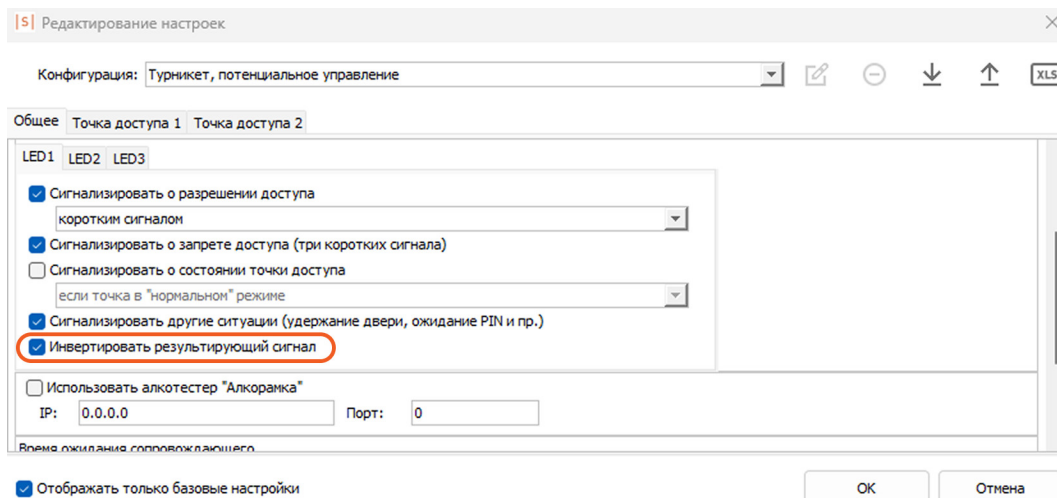 |S| Редактирование настроек
Конфигурация: Турникет, потенциальное управление
XLS
Общее Точка доступа 1 Точка доступа 2
LED1 LED2 LED3
Сигнализировать о разрешении доступа
коротким сигналом
Сигнализировать о запрете доступа (три коротких сигнала)
Сигнализировать о состоянии точки доступа
если точка в "нормальном" режиме
Сигнализировать другие ситуации (удержание двери, ожидание PIN и пр.)
Инвертировать результирующий сигнал
Использовать алкотестер "Алкорамка"
IP: 0.0.0.0 Порт: 0
Время ожидания сопровождающего
Отображать только базовые настройки
OK Отмена